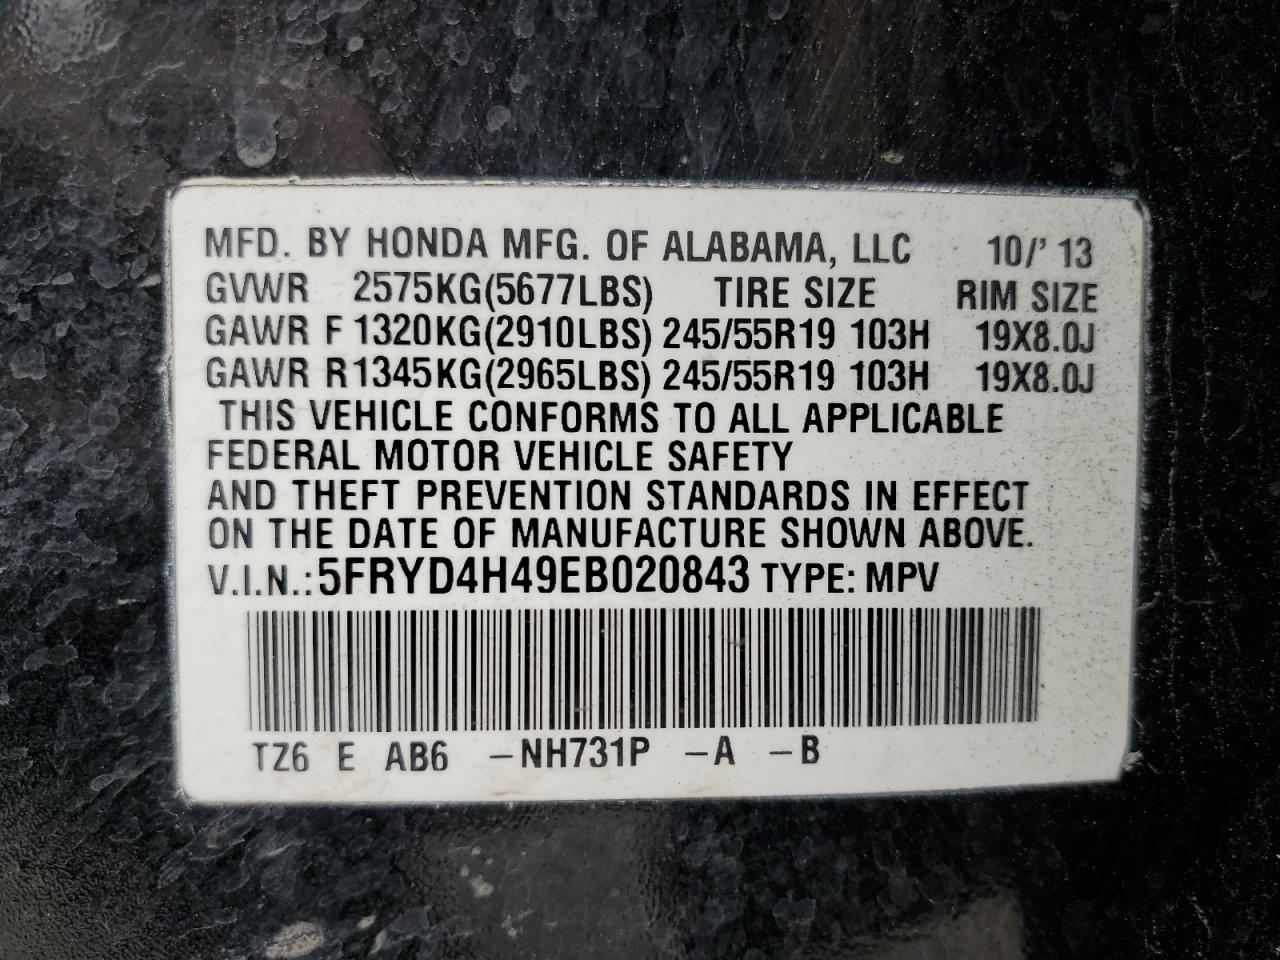 MFD. BY HONDA MFG. OF ALABAMA, LLC 10/' 13
GVWR 2575KG(5677LBS) TIRE SIZE RIM SIZE
GAWR F 1320KG(2910LBS) 245/55R19 103H 19X8.0J
GAWR R1345KG(2965LBS) 245/55R19 103H 19X8.0J
THIS VEHICLE CONFORMS TO ALL APPLICABLE
FEDERAL MOTOR VEHICLE SAFETY
AND THEFT PREVENTION STANDARDS IN EFFECT
ON THE DATE OF MANUFACTURE SHOWN ABOVE.
V.I.N.: 5FRYD4H49EB020843 TYPE: MPV
TZ6 E AB6 -NH731P -A -B